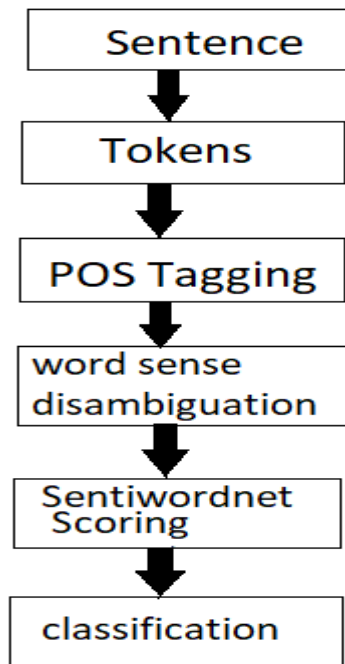 Sentence
Tokens
POS Tagging
word sense
disambiguation
Sentiwordnet
Scoring
classification